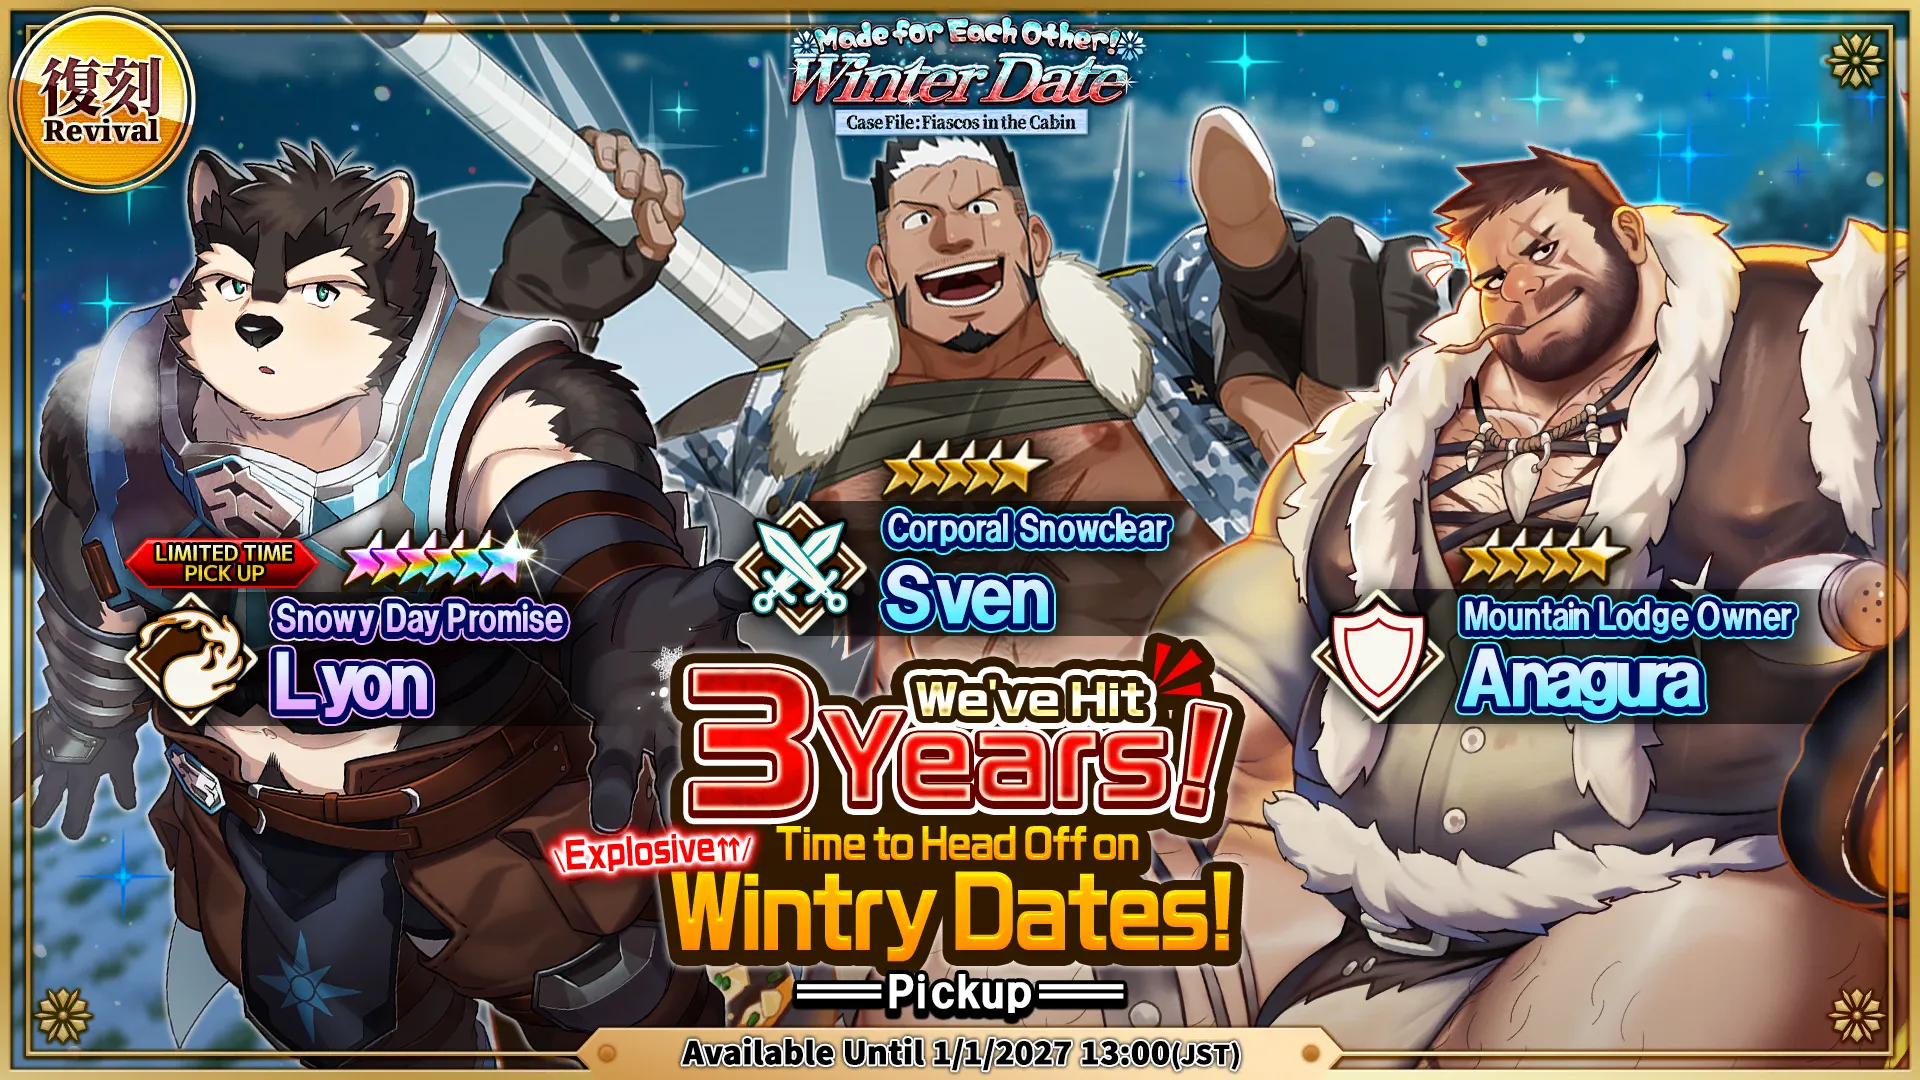 復刻
Revival
Made for Each Other!
Winter Date
Case File: Fiascos in the Cabin
LIMITED TIME
PICK UP
Snowy Day Promise
Lyon
Corporal Snowclear
Sven
Mountain Lodge Owner
Anagura
We've Hit
3 Years!
\Explosive↑↑/
Time to Head Off on
Wintry Dates!
Pickup
Available Until 1/1/2027 13:00(JST)